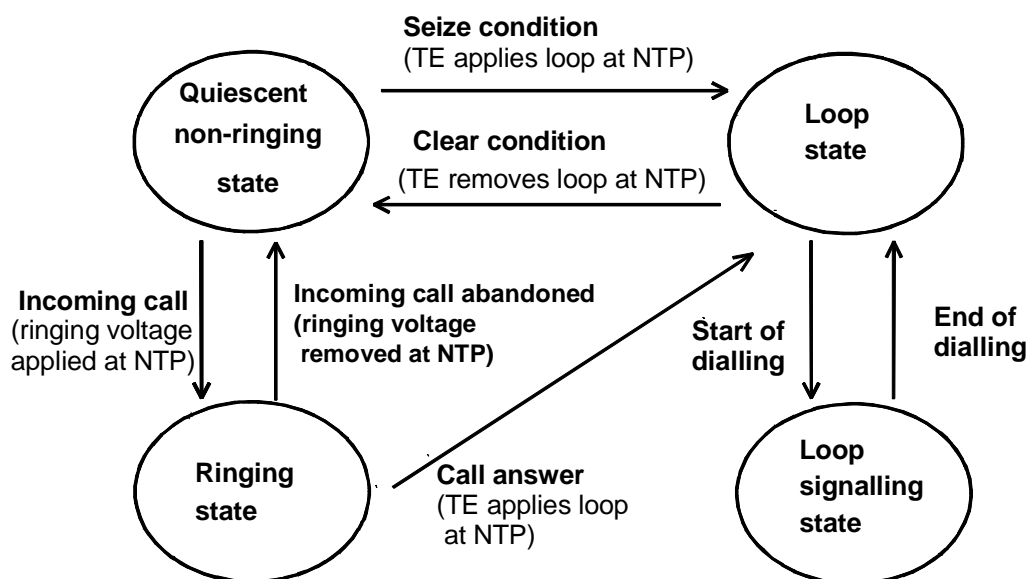 Seize condition
(TE applies loop at NTP)
Quiescent
non-ringing
state
Loop
state
Clear condition
(TE removes loop at NTP)
Incoming call
(ringing voltage
applied at NTP)
Incoming call abandoned
(ringing voltage
removed at NTP)
Start of
dialling
End of
dialling
Ringing
state
Call answer
(TE applies loop
at NTP)
Loop
signalling
state